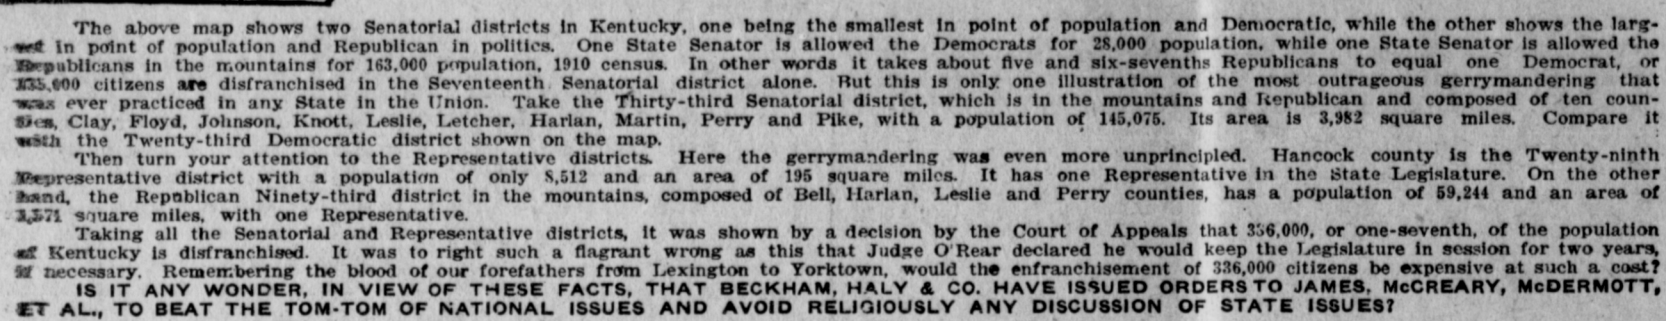 The above map shows two Senatorial districts in Kentucky, one being the smallest in point of population and Democratic, while the other shows the larg-
est in point of population and Republican in politics. One State Senator is allowed the Democrats for 28,000 population, while one State Senator is allowed the
Republicans in the mountains for 163,000 population, 1910 census. In other words it takes about five and six-sevenths Republicans to equal one Democrat, or
135,000 citizens are disfranchised in the Seventeenth Senatorial district alone. But this is only one illustration of the most outrageous gerrymandering that
was ever practiced in any State in the Union. Take the Thirty-third Senatorial district, which is in the mountains and Republican and composed of ten coun-
ties, Clay, Floyd, Johnson, Knott, Leslie, Letcher, Harlan, Martin, Perry and Pike, with a population of 145,075. Its area is 3,982 square miles. Compare it
with the Twenty-third Democratic district shown on the map.
Then turn your attention to the Representative districts. Here the gerrymandering was even more unprincipled. Hancock county is the Twenty-ninth
Representative district with a population of only 8,512 and an area of 195 square miles. It has one Representative in the State Legislature. On the other
hand, the Republican Ninety-third district in the mountains, composed of Bell, Harlan, Leslie and Perry counties, has a population of 59,244 and an area of
square miles, with one Representative.
Taking all the Senatorial and Representative districts, it was shown by a decision by the Court of Appeals that 336,000, or one-seventh, of the population
of Kentucky is disfranchised. It was to right such a flagrant wrong as this that Judge O'Rear declared he would keep the Legislature in session for two years,
if necessary. Remembering the blood of our forefathers from Lexington to Yorktown, would the enfranchisement of 336,000 citizens be expensive at such a cost?
IS IT ANY WONDER, IN VIEW OF THESE FACTS, THAT BECKHAM, HALY & CO. HAVE ISSUED ORDERS TO JAMES, McCREARY, McDERMOTT,
ET AL., TO BEAT THE TOM-TOM OF NATIONAL ISSUES AND AVOID RELIGIOUSLY ANY DISCUSSION OF STATE ISSUES?